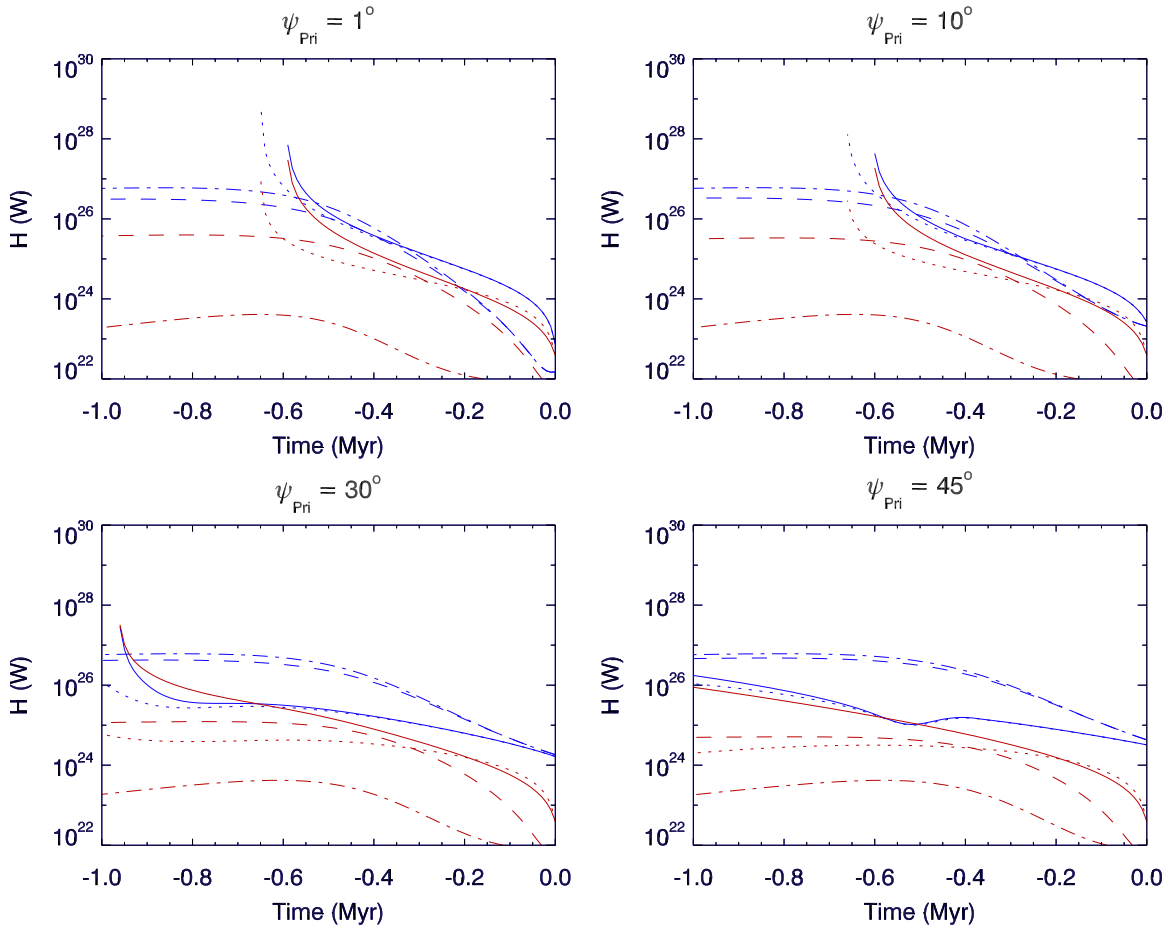 ψPri = 1° ψPri = 10°
10^30 10^30
10^28 10^28
10^26 10^26
H (W) H (W)
10^24 10^24
10^22 10^22
-1.0 -0.8 -0.6 -0.4 -0.2 0.0 -1.0 -0.8 -0.6 -0.4 -0.2 0.0
Time (Myr) Time (Myr)
ψPri = 30° ψPri = 45°
10^30 10^30
10^28 10^28
10^26 10^26
H (W) H (W)
10^24 10^24
10^22 10^22
-1.0 -0.8 -0.6 -0.4 -0.2 0.0 -1.0 -0.8 -0.6 -0.4 -0.2 0.0
Time (Myr) Time (Myr)